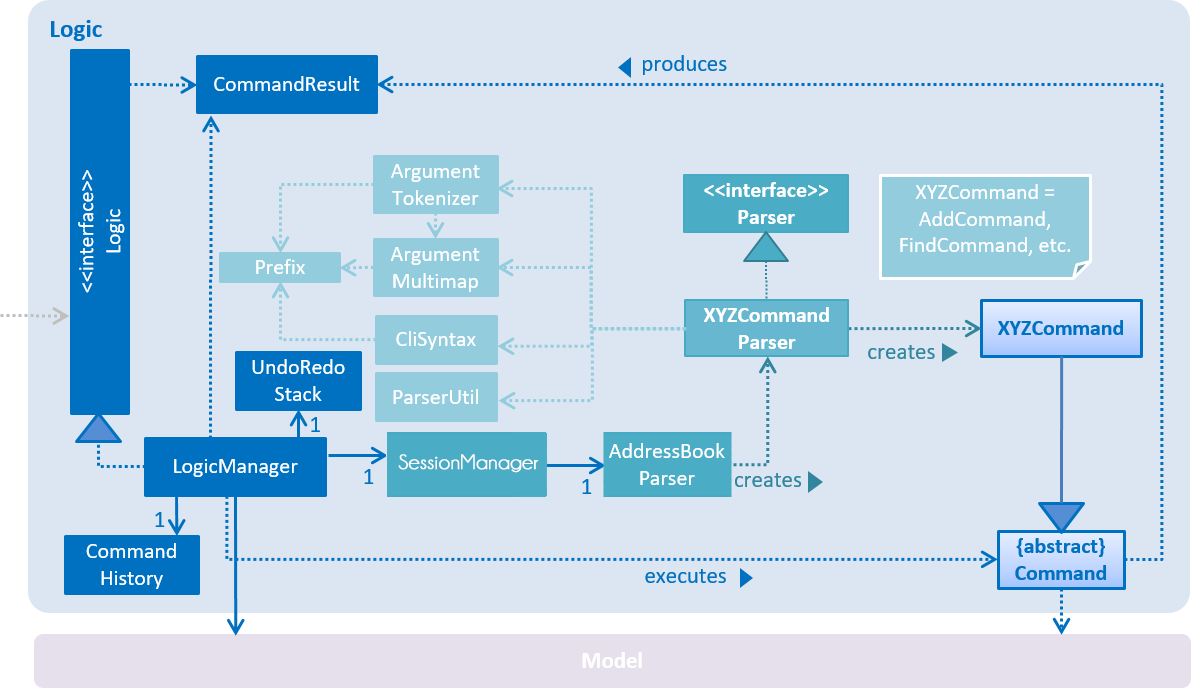 Logic
<<interface>>
Logic
CommandResult
produces
Argument
Tokenizer
<<interface>>
Parser
XYZCommand =
AddCommand,
FindCommand, etc.
Prefix
Argument
Multimap
XYZCommand
Parser
XYZCommand
CliSyntax
creates
UndoRedo
Stack
ParserUtil
1
LogicManager
1
SessionManager
1
AddressBook
Parser
creates
1
Command
History
executes
{abstract}
Command
Model